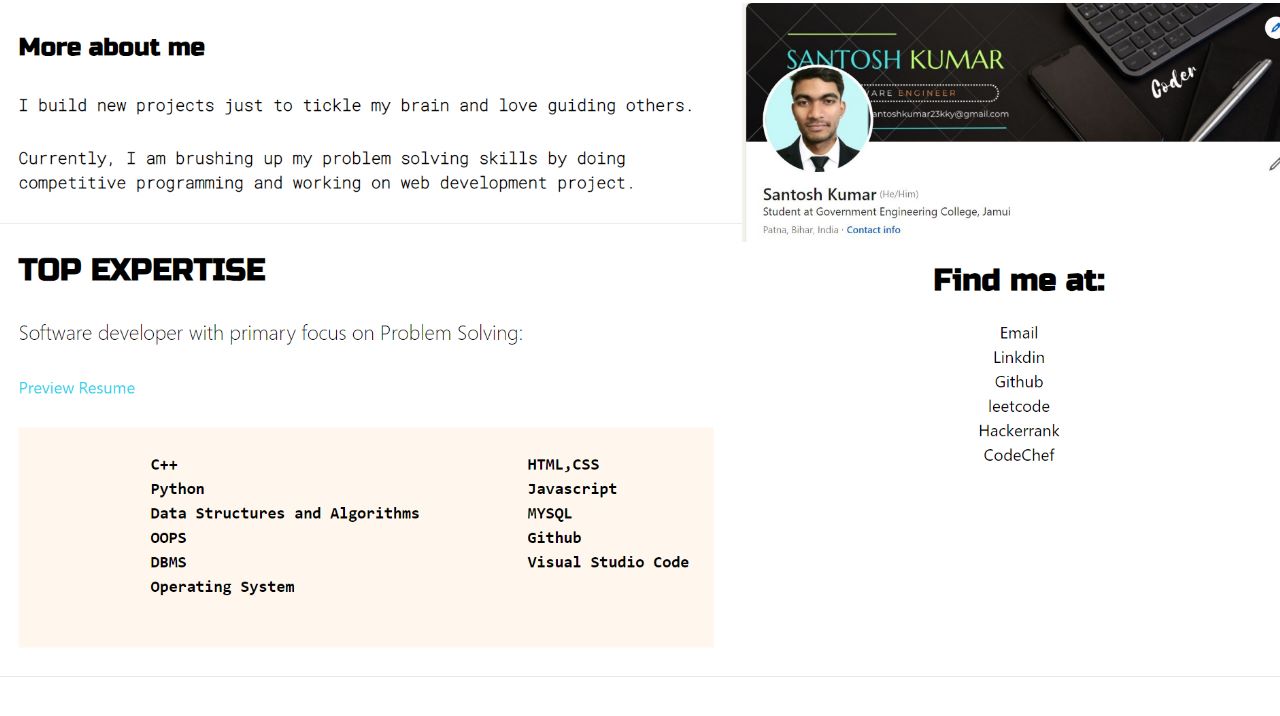 More about me
I build new projects just to tickle my brain and love guiding others.
Currently, I am brushing up my problem solving skills by doing
competitive programming and working on web development project.
TOP EXPERTISE
Software developer with primary focus on Problem Solving:
Preview Resume
C++
Python
Data Structures and Algorithms
OOPS
DBMS
Operating System
HTML,CSS
Javascript
MYSQL
Github
Visual Studio Code
SANTOSH KUMAR
ENGINEER
antoshkumar23kky@gmail.com
Coder
Santosh Kumar (He/Him)
Student at Government Engineering College, Jamui
Patna, Bihar, India · Contact info
Find me at:
Email
Linkdin
Github
leetcode
Hackerrank
CodeChef